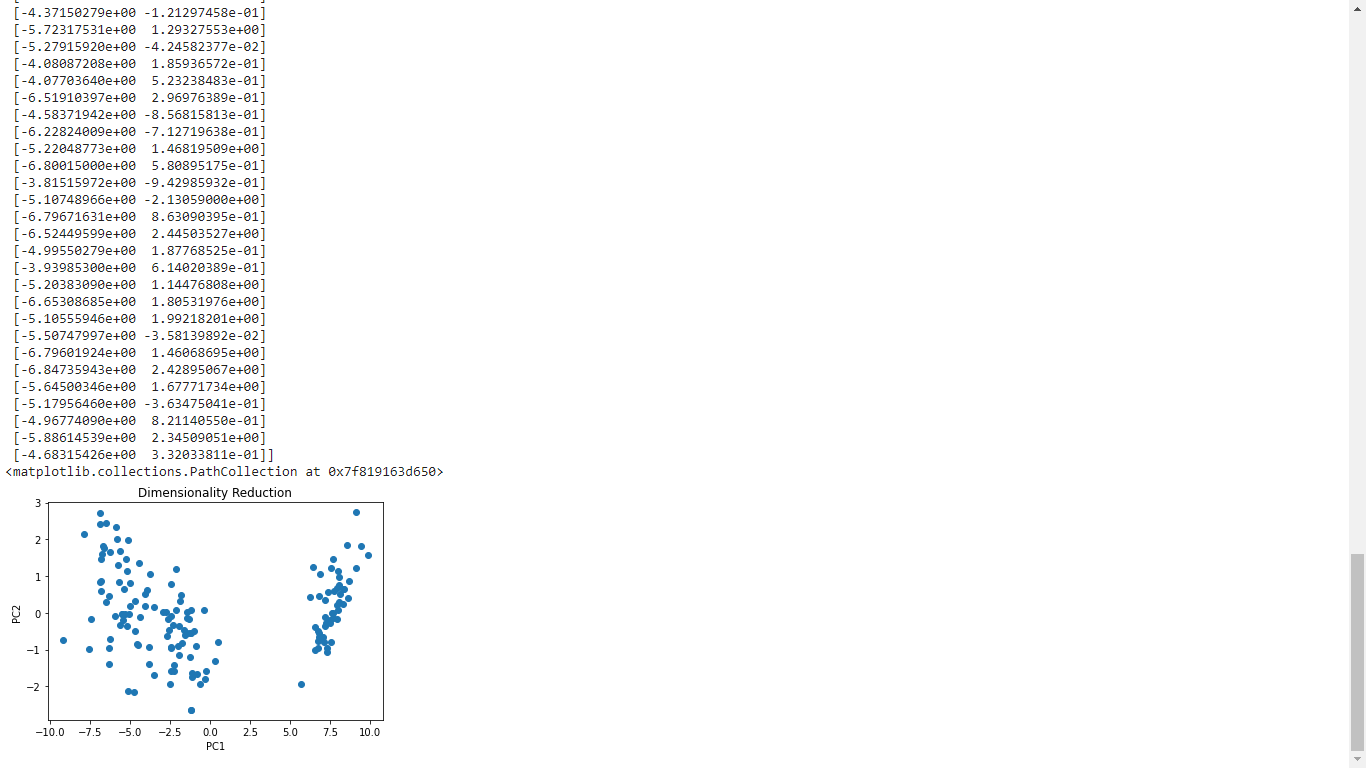 [-4.37150279e+00 -1.21297458e-01]
[-5.72317531e+00  1.29327553e+00]
[-5.27915920e+00 -4.24582377e-02]
[-4.08087208e+00  1.85936572e-01]
[-4.07703640e+00  5.23238483e-01]
[-6.51910397e+00  2.96976389e-01]
[-4.58371942e+00 -8.56815813e-01]
[-6.22824009e+00 -7.12719638e-01]
[-5.22048773e+00  1.46819509e+00]
[-6.80015000e+00  5.80895175e-01]
[-3.81515972e+00 -9.42985932e-01]
[-5.10748966e+00 -2.13059000e+00]
[-6.79671631e+00  8.63090395e-01]
[-6.52449599e+00  2.44503527e+00]
[-4.99550279e+00  1.87768525e-01]
[-3.93985300e+00  6.14020389e-01]
[-5.20383090e+00  1.14476808e+00]
[-6.65308685e+00  1.80531976e+00]
[-5.10555946e+00  1.99218201e+00]
[-5.50747997e+00 -3.58139892e-02]
[-6.79601924e+00  1.46068695e+00]
[-6.84735943e+00  2.42895067e+00]
[-5.64500346e+00  1.67771734e+00]
[-5.17956460e+00 -3.63475041e-01]
[-4.96774090e+00  8.21140550e-01]
[-5.88614539e+00  2.34509051e+00]
[-4.68315426e+00  3.32033811e-01]]
<matplotlib.collections.PathCollection at 0x7f819163d650>
Dimensionality Reduction
3
2
1
0
−1
−2
PC2
−10.0 −7.5 −5.0 −2.5 0.0 2.5 5.0 7.5 10.0
PC1